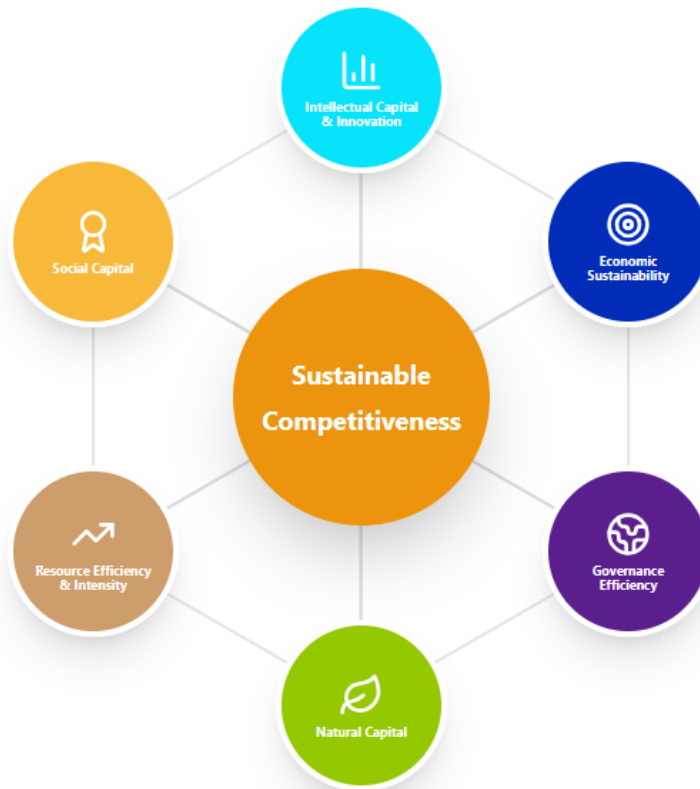 Intellectual Capital
& Innovation
Social Capital
Economic
Sustainability
Sustainable
Competitiveness
Resource Efficiency
& Intensity
Governance
Efficiency
Natural Capital